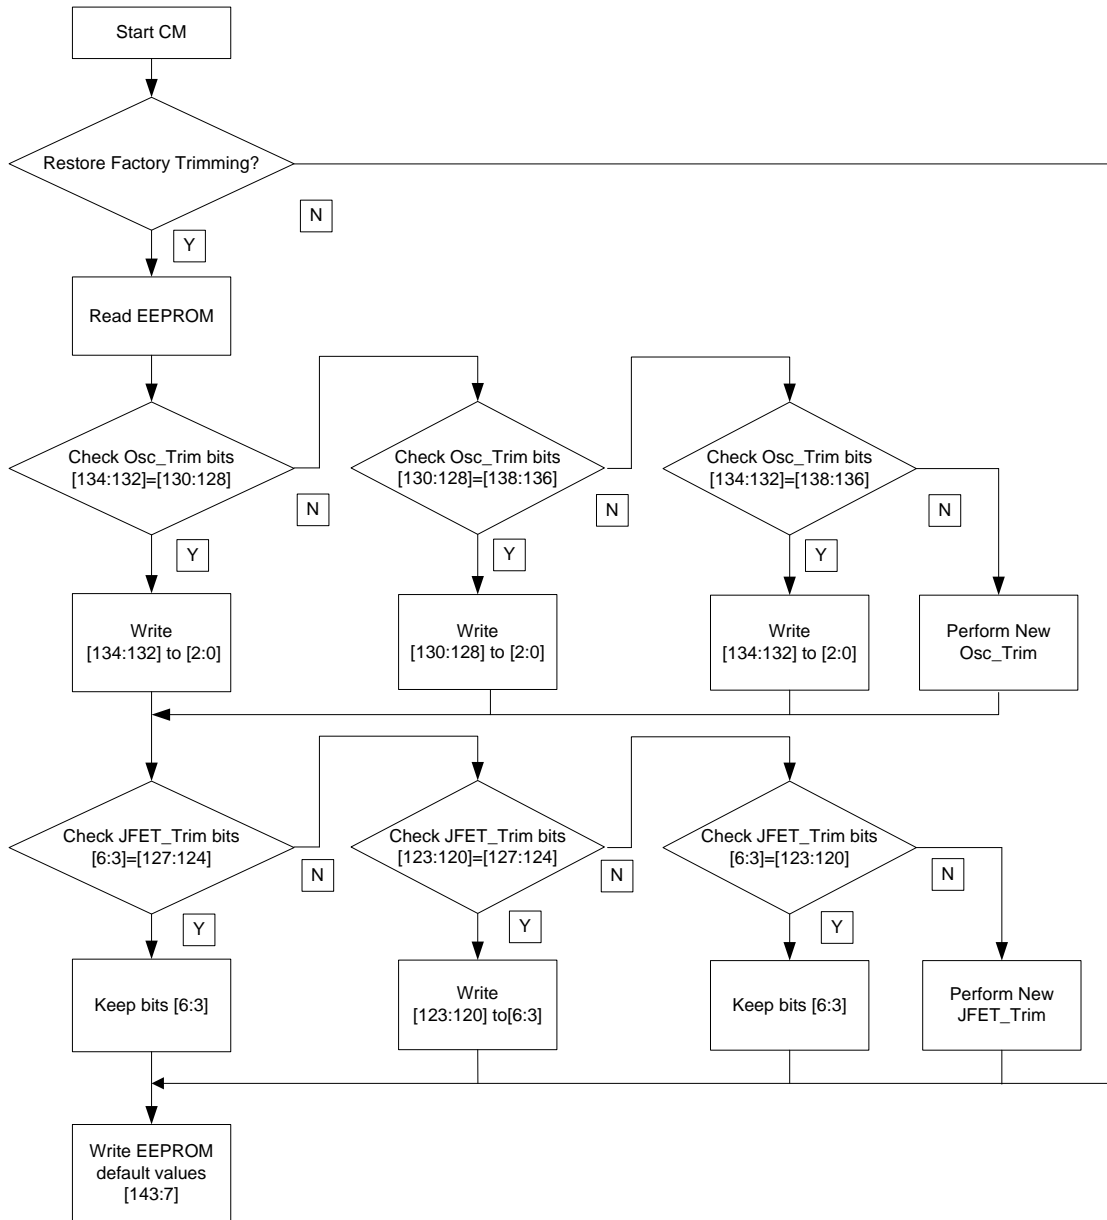 Start CM
Restore Factory Trimming?
N
Y
Read EEPROM
Check Osc_Trim bits
[134:132]=[130:128]
N
Y
Check Osc_Trim bits
[130:128]=[138:136]
N
Y
Check Osc_Trim bits
[134:132]=[138:136]
N
Y
Write
[134:132] to [2:0]
Write
[130:128] to [2:0]
Write
[134:132] to [2:0]
Perform New
Osc_Trim
Check JFET_Trim bits
[6:3]=[127:124]
N
Y
Check JFET_Trim bits
[123:120]=[127:124]
N
Y
Check JFET_Trim bits
[6:3]=[123:120]
N
Y
Keep bits [6:3]
Write
[123:120] to[6:3]
Keep bits [6:3]
Perform New
JFET_Trim
Write EEPROM
default values
[143:7]